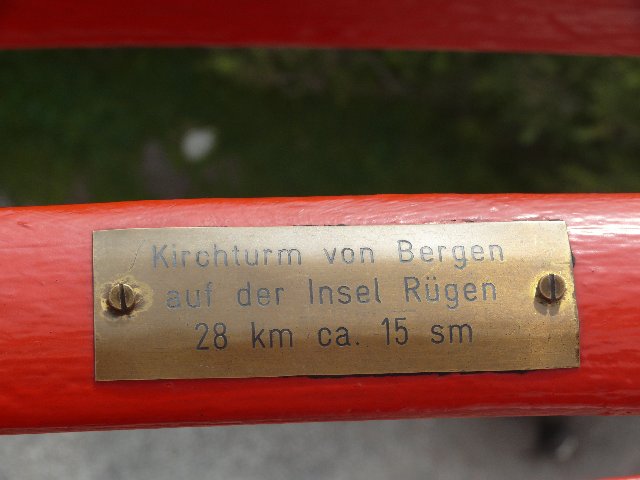 Kirchturm von Bergen
auf der Insel Rügen
28 km ca. 15 sm